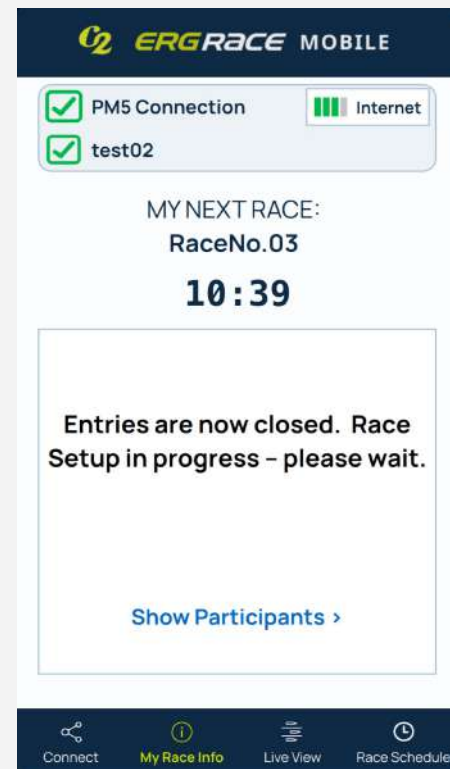 C2 ERGRACE MOBILE
PM5 Connection
Internet
test02
MY NEXT RACE:
RaceNo.03
10:39
Entries are now closed. Race
Setup in progress – please wait.
Show Participants >
Connect
My Race Info
Live View
Race Schedule